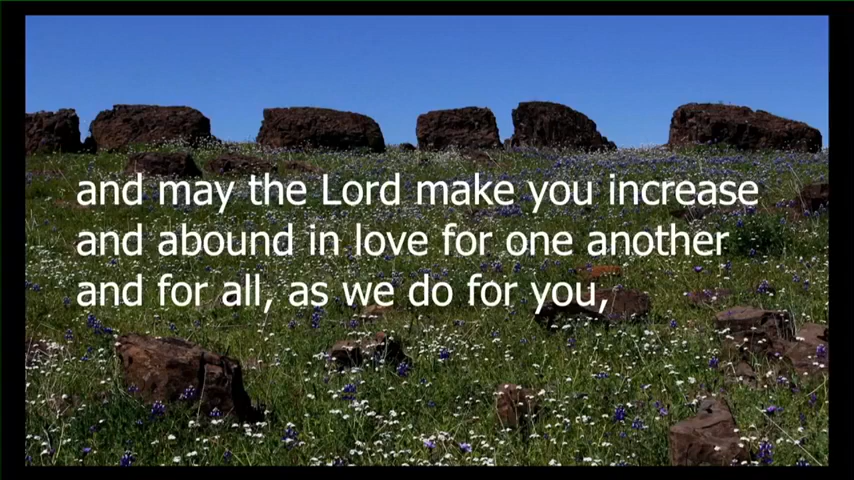 and may the Lord make you increase
and abound in love for one another
and for all, as we do for you,